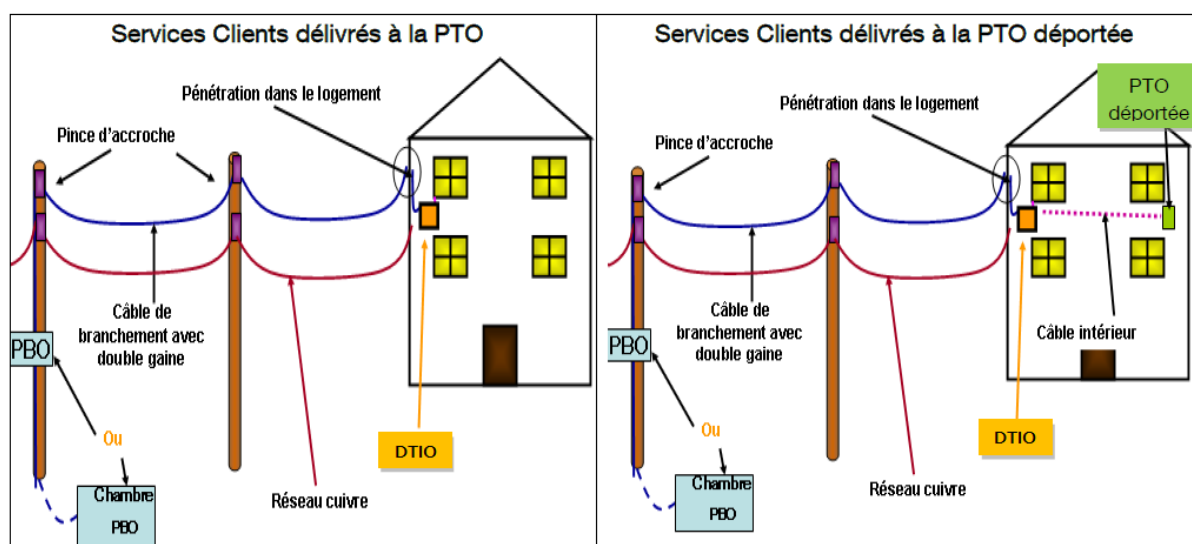 Services Clients délivrés à la PTO
Pénétration dans le logement
Pince d'accroche
Câble de
branchement avec
double gaine
PBO
Ou
DTIO
Chambre
PBO
Réseau cuivre
Services Clients délivrés à la PTO déportée
PTO
déportée
Pénétration dans le logement
Pince d'accroche
Câble de
branchement avec
double gaine
Câble intérieur
PBO
Ou
DTIO
Chambre
PBO
Réseau cuivre